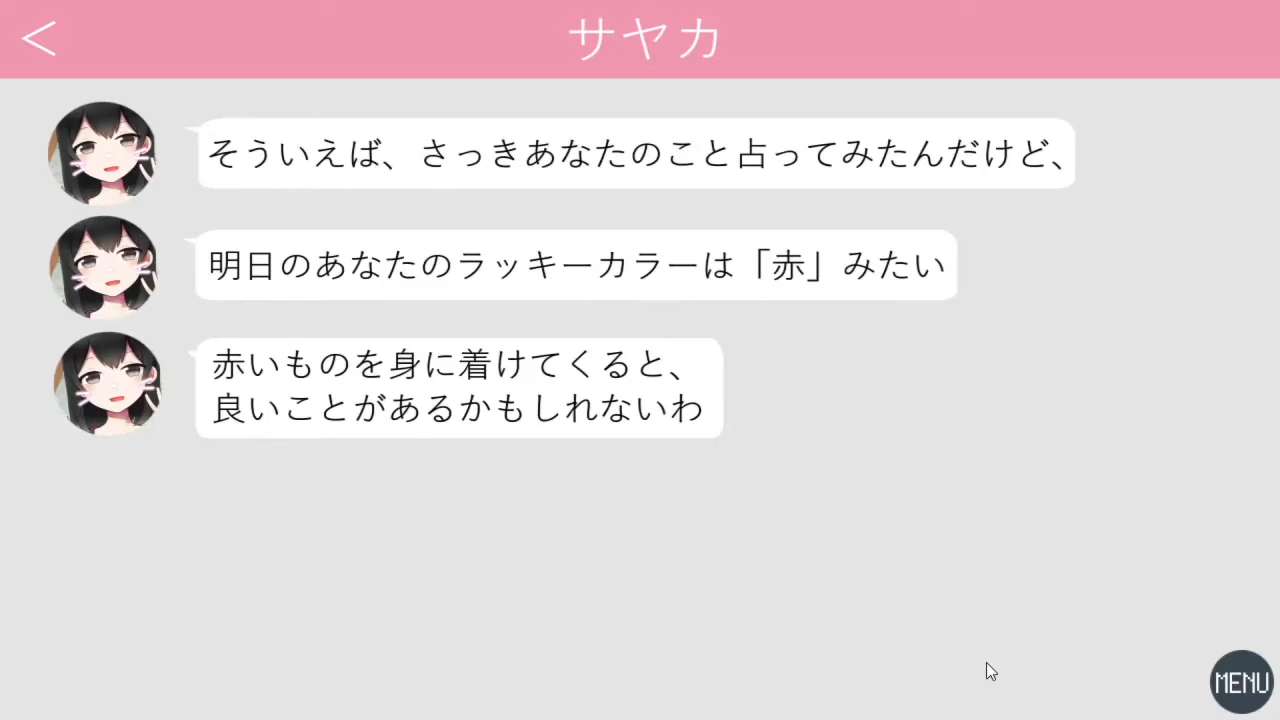 <
サヤカ
そういえば、さっきあなたのこと占ってみたんだけど、
明日のあなたのラッキーカラーは「赤」みたい
赤いものを身に着けてくると、
良いことがあるかもしれないわ
MENU